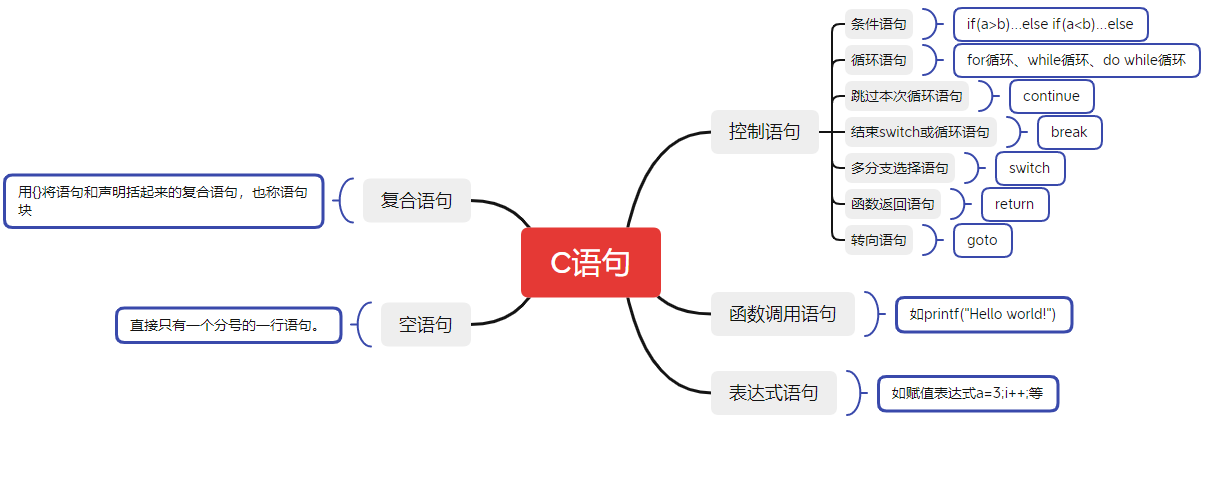 C语句
控制语句
条件语句
if(a>b)...else if(a<b)...else
循环语句
for循环、while循环、do while循环
跳过本次循环语句
continue
结束switch或循环语句
break
多分支选择语句
switch
函数返回语句
return
转向语句
goto
函数调用语句
如printf("Hello world!")
表达式语句
如赋值表达式a=3;i++;等
复合语句
用{}将语句和声明括起来的复合语句，也称语句
块
空语句
直接只有一个分号的一行语句。